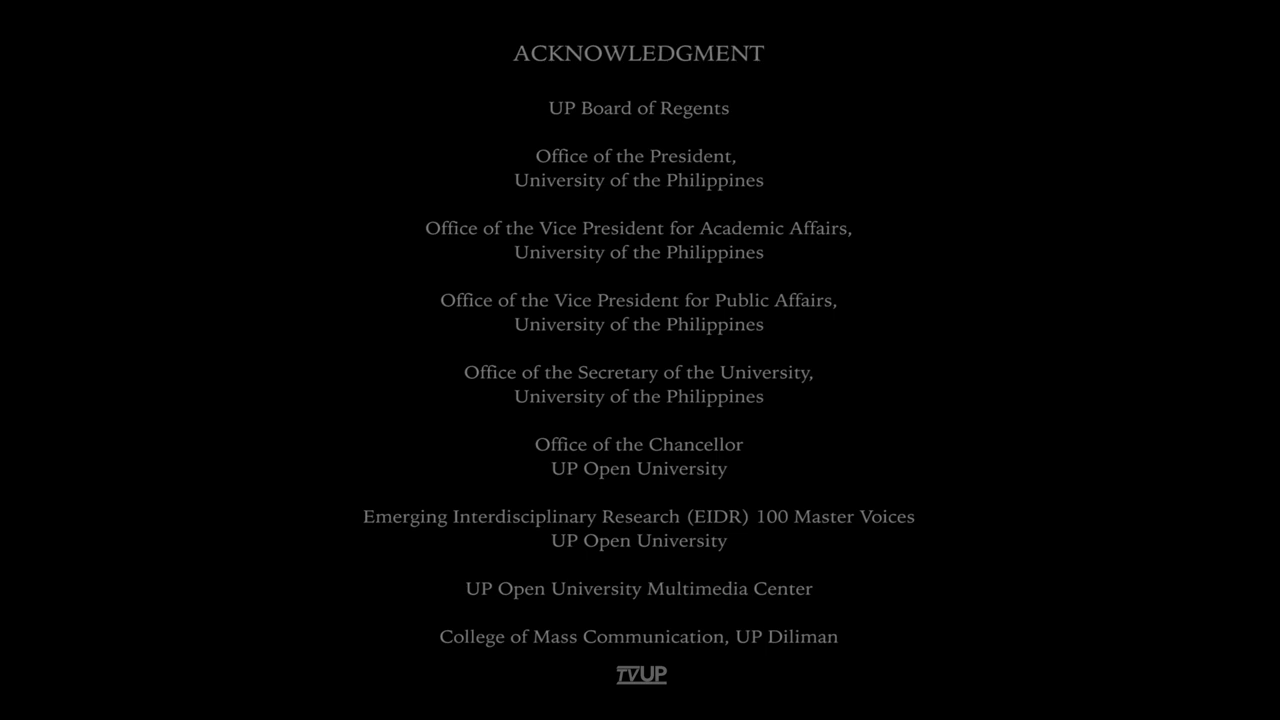 ACKNOWLEDGMENT
UP Board of Regents
Office of the President,
University of the Philippines
Office of the Vice President for Academic Affairs,
University of the Philippines
Office of the Vice President for Public Affairs,
University of the Philippines
Office of the Secretary of the University,
University of the Philippines
Office of the Chancellor
UP Open University
Emerging Interdisciplinary Research (EIDR) 100 Master Voices
UP Open University
UP Open University Multimedia Center
College of Mass Communication, UP Diliman
TVUP